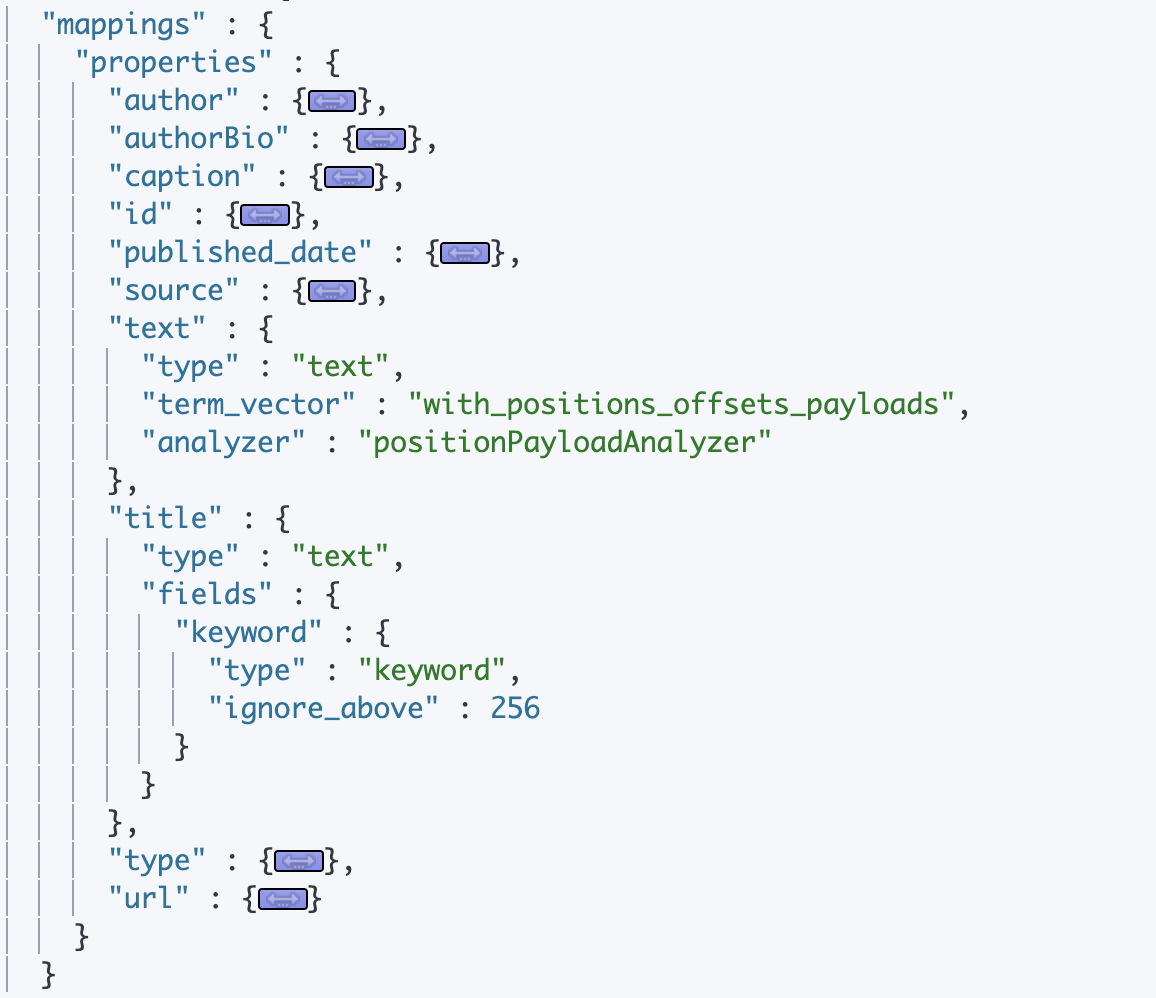 "mappings" : {
"properties" : {
"author" : {↔},
"authorBio" : {↔},
"caption" : {↔},
"id" : {↔},
"published_date" : {↔},
"source" : {↔},
"text" : {
"type" : "text",
"term_vector" : "with_positions_offsets_payloads",
"analyzer" : "positionPayloadAnalyzer"
},
"title" : {
"type" : "text",
"fields" : {
"keyword" : {
"type" : "keyword",
"ignore_above" : 256
}
}
},
"type" : {↔},
"url" : {↔}
}
}